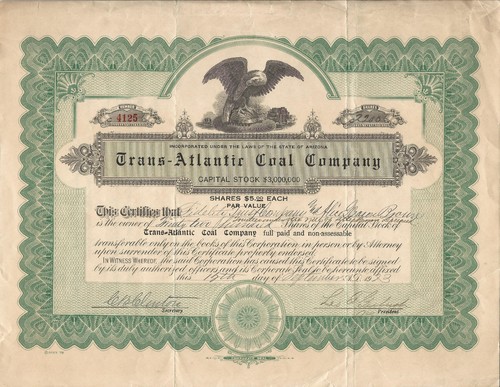 NUMBER
4125
SHARES
INCORPORATED UNDER THE LAWS OF THE STATE OF ARIZONA
Trans-Atlantic Coal Company
CAPITAL STOCK $3,000,000
SHARES $5.00 EACH
PAR VALUE
This Certifies that
is the owner of Shares of the Capital Stock of
Trans-Atlantic Coal Company full paid and non-assessable
transferable only on the books of this Corporation in person or by Attorney
upon surrender of this Certificate properly endorsed.
IN WITNESS WHEREOF, the said Corporation has caused this Certificate to be signed
by its duly authorized officers and its Corporate Seal to be hereunto affixed
this day of
Secretary
President